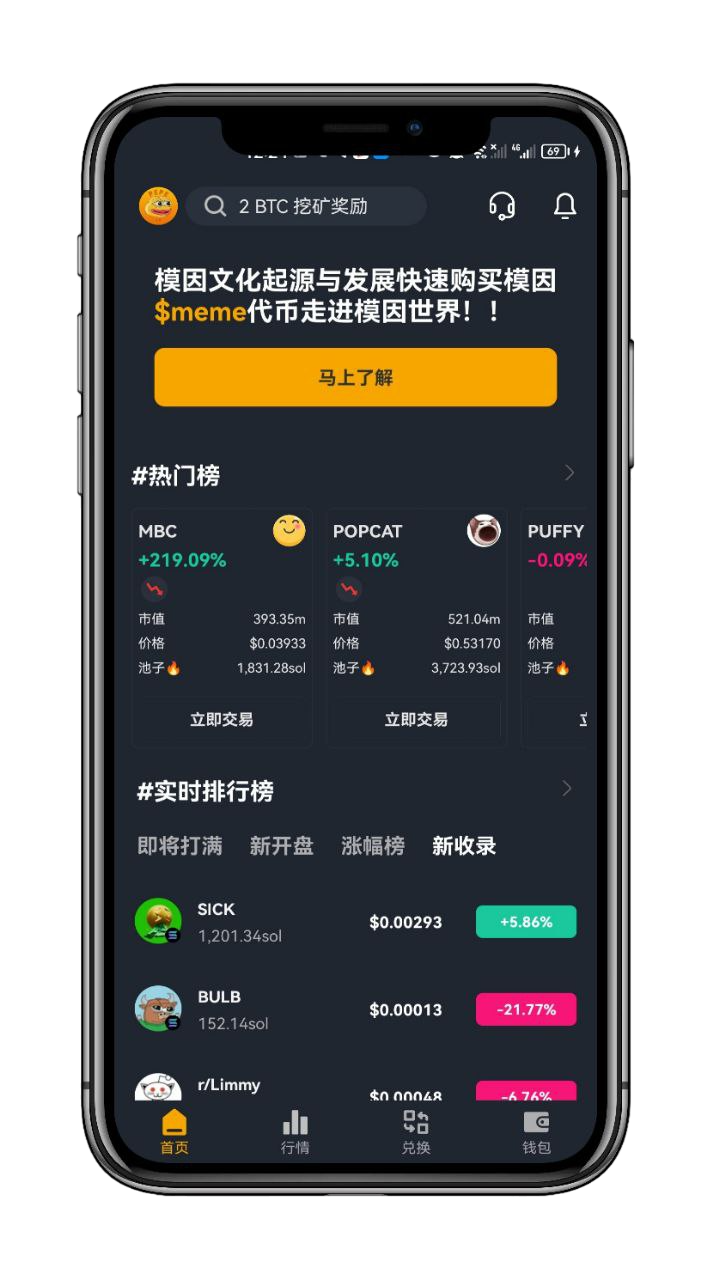 4G 69
2 BTC 挖矿奖励
模因文化起源与发展快速购买模因
$meme代币走进模因世界！！
马上了解
#热门榜
MBC
+219.09%
市值 393.35m
价格 $0.03933
池子 1,831.28sol
立即交易
POPCAT
+5.10%
市值 521.04m
价格 $0.53170
池子 3,723.93sol
立即交易
PUFFY
-0.09%
市值
价格
池子
#实时排行榜
即将打满 新开盘 涨幅榜 新收录
SICK
1,201.34sol
$0.00293
+5.86%
BULB
152.14sol
$0.00013
-21.77%
r/Limmy
$0.00048
-6.76%
首页 行情 兑换 钱包